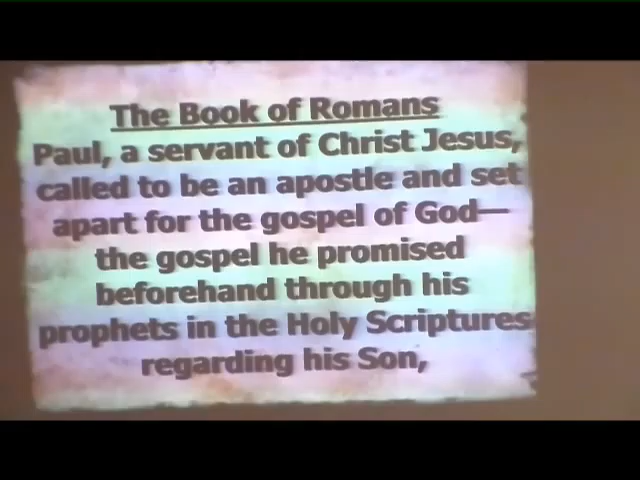 The Book of Romans
Paul, a servant of Christ Jesus,
called to be an apostle and set
apart for the gospel of God—
the gospel he promised
beforehand through his
prophets in the Holy Scriptures
regarding his Son,